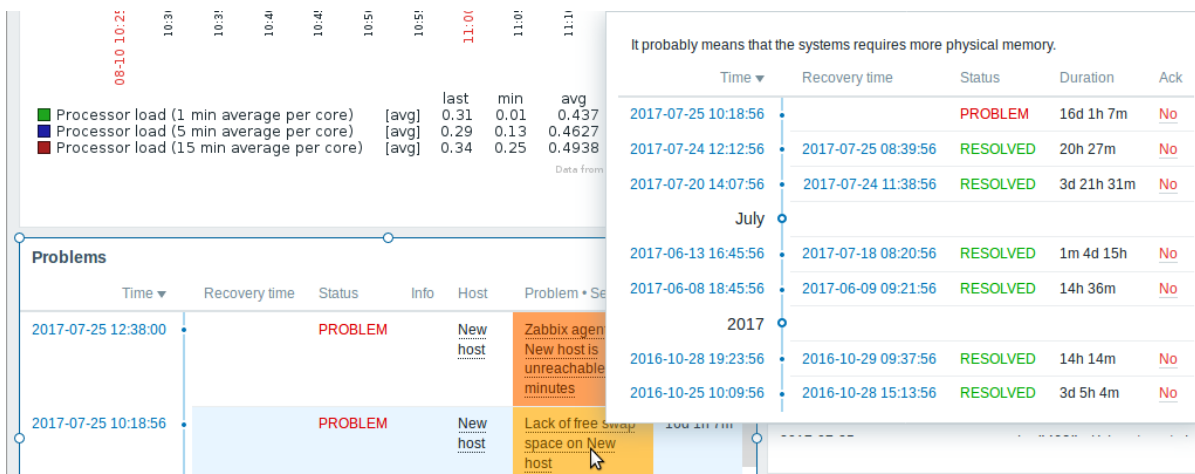 08-10 10:25
10:3
10:3
10:4
10:4
10:5
10:5
11:0
11:0
11:1
last min avg
Processor load (1 min average per core) [avg] 0.31 0.01 0.437
Processor load (5 min average per core) [avg] 0.29 0.13 0.4627
Processor load (15 min average per core) [avg] 0.34 0.25 0.4938
Data from
It probably means that the systems requires more physical memory.
Time ▼ Recovery time Status Duration Ack
2017-07-25 10:18:56 PROBLEM 16d 1h 7m No
2017-07-24 12:12:56 2017-07-25 08:39:56 RESOLVED 20h 27m No
2017-07-20 14:07:56 2017-07-24 11:38:56 RESOLVED 3d 21h 31m No
July
2017-06-13 16:45:56 2017-07-18 08:20:56 RESOLVED 1m 4d 15h No
2017-06-08 18:45:56 2017-06-09 09:21:56 RESOLVED 14h 36m No
2017
2016-10-28 19:23:56 2016-10-29 09:37:56 RESOLVED 14h 14m No
2016-10-25 10:09:56 2016-10-28 15:13:56 RESOLVED 3d 5h 4m No
Problems
Time ▼ Recovery time Status Info Host Problem • Se
2017-07-25 12:38:00 PROBLEM New Zabbix agen
host New host is
unreachable
minutes
2017-07-25 10:18:56 PROBLEM New Lack of free swap 16d 1h 7m
host space on New
host